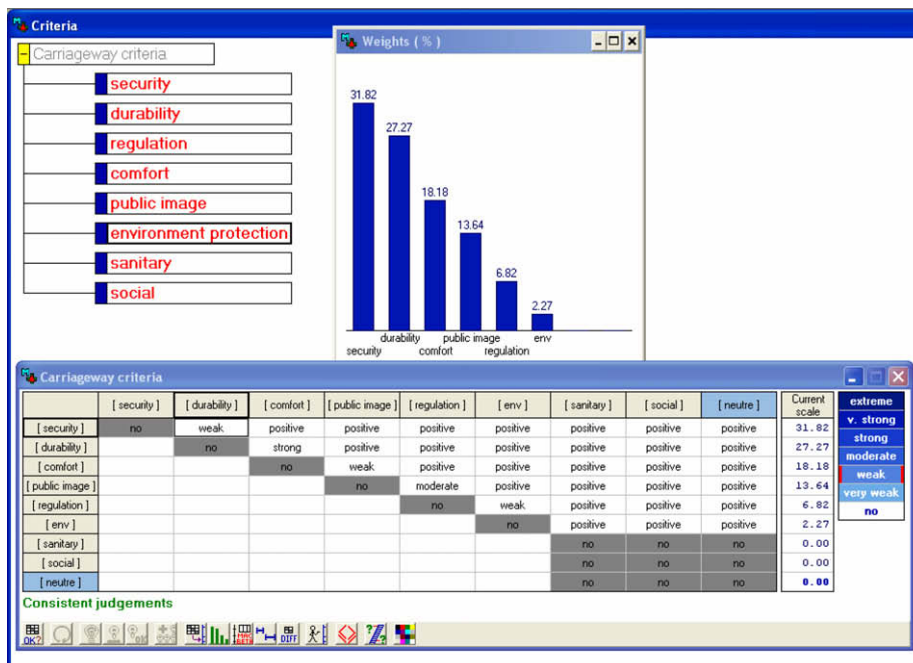 Criteria
Carriageway criteria
security
durability
regulation
comfort
public image
environment protection
sanitary
social
Weights ( % )
31.82
27.27
18.18
13.64
6.82
2.27
durability public image env
security comfort regulation
Carriageway criteria
[ security ] [ durability ] [ comfort ] [ public image ] [ regulation ] [ env ] [ sanitary ] [ social ] [ neutre ] Current scale
[ security ] no weak positive positive positive positive positive positive positive 31.82
[ durability ] no strong positive positive positive positive positive positive 27.27
[ comfort ] no weak positive positive positive positive positive 18.18
[ public image ] no moderate positive positive positive positive 13.64
[ regulation ] no weak positive positive positive 6.82
[ env ] no positive positive positive 2.27
[ sanitary ] no no no 0.00
[ social ] no no no 0.00
[ neutre ] no no no 0.00
extreme
v. strong
strong
moderate
weak
very weak
no
Consistent judgements
OK? DIFF